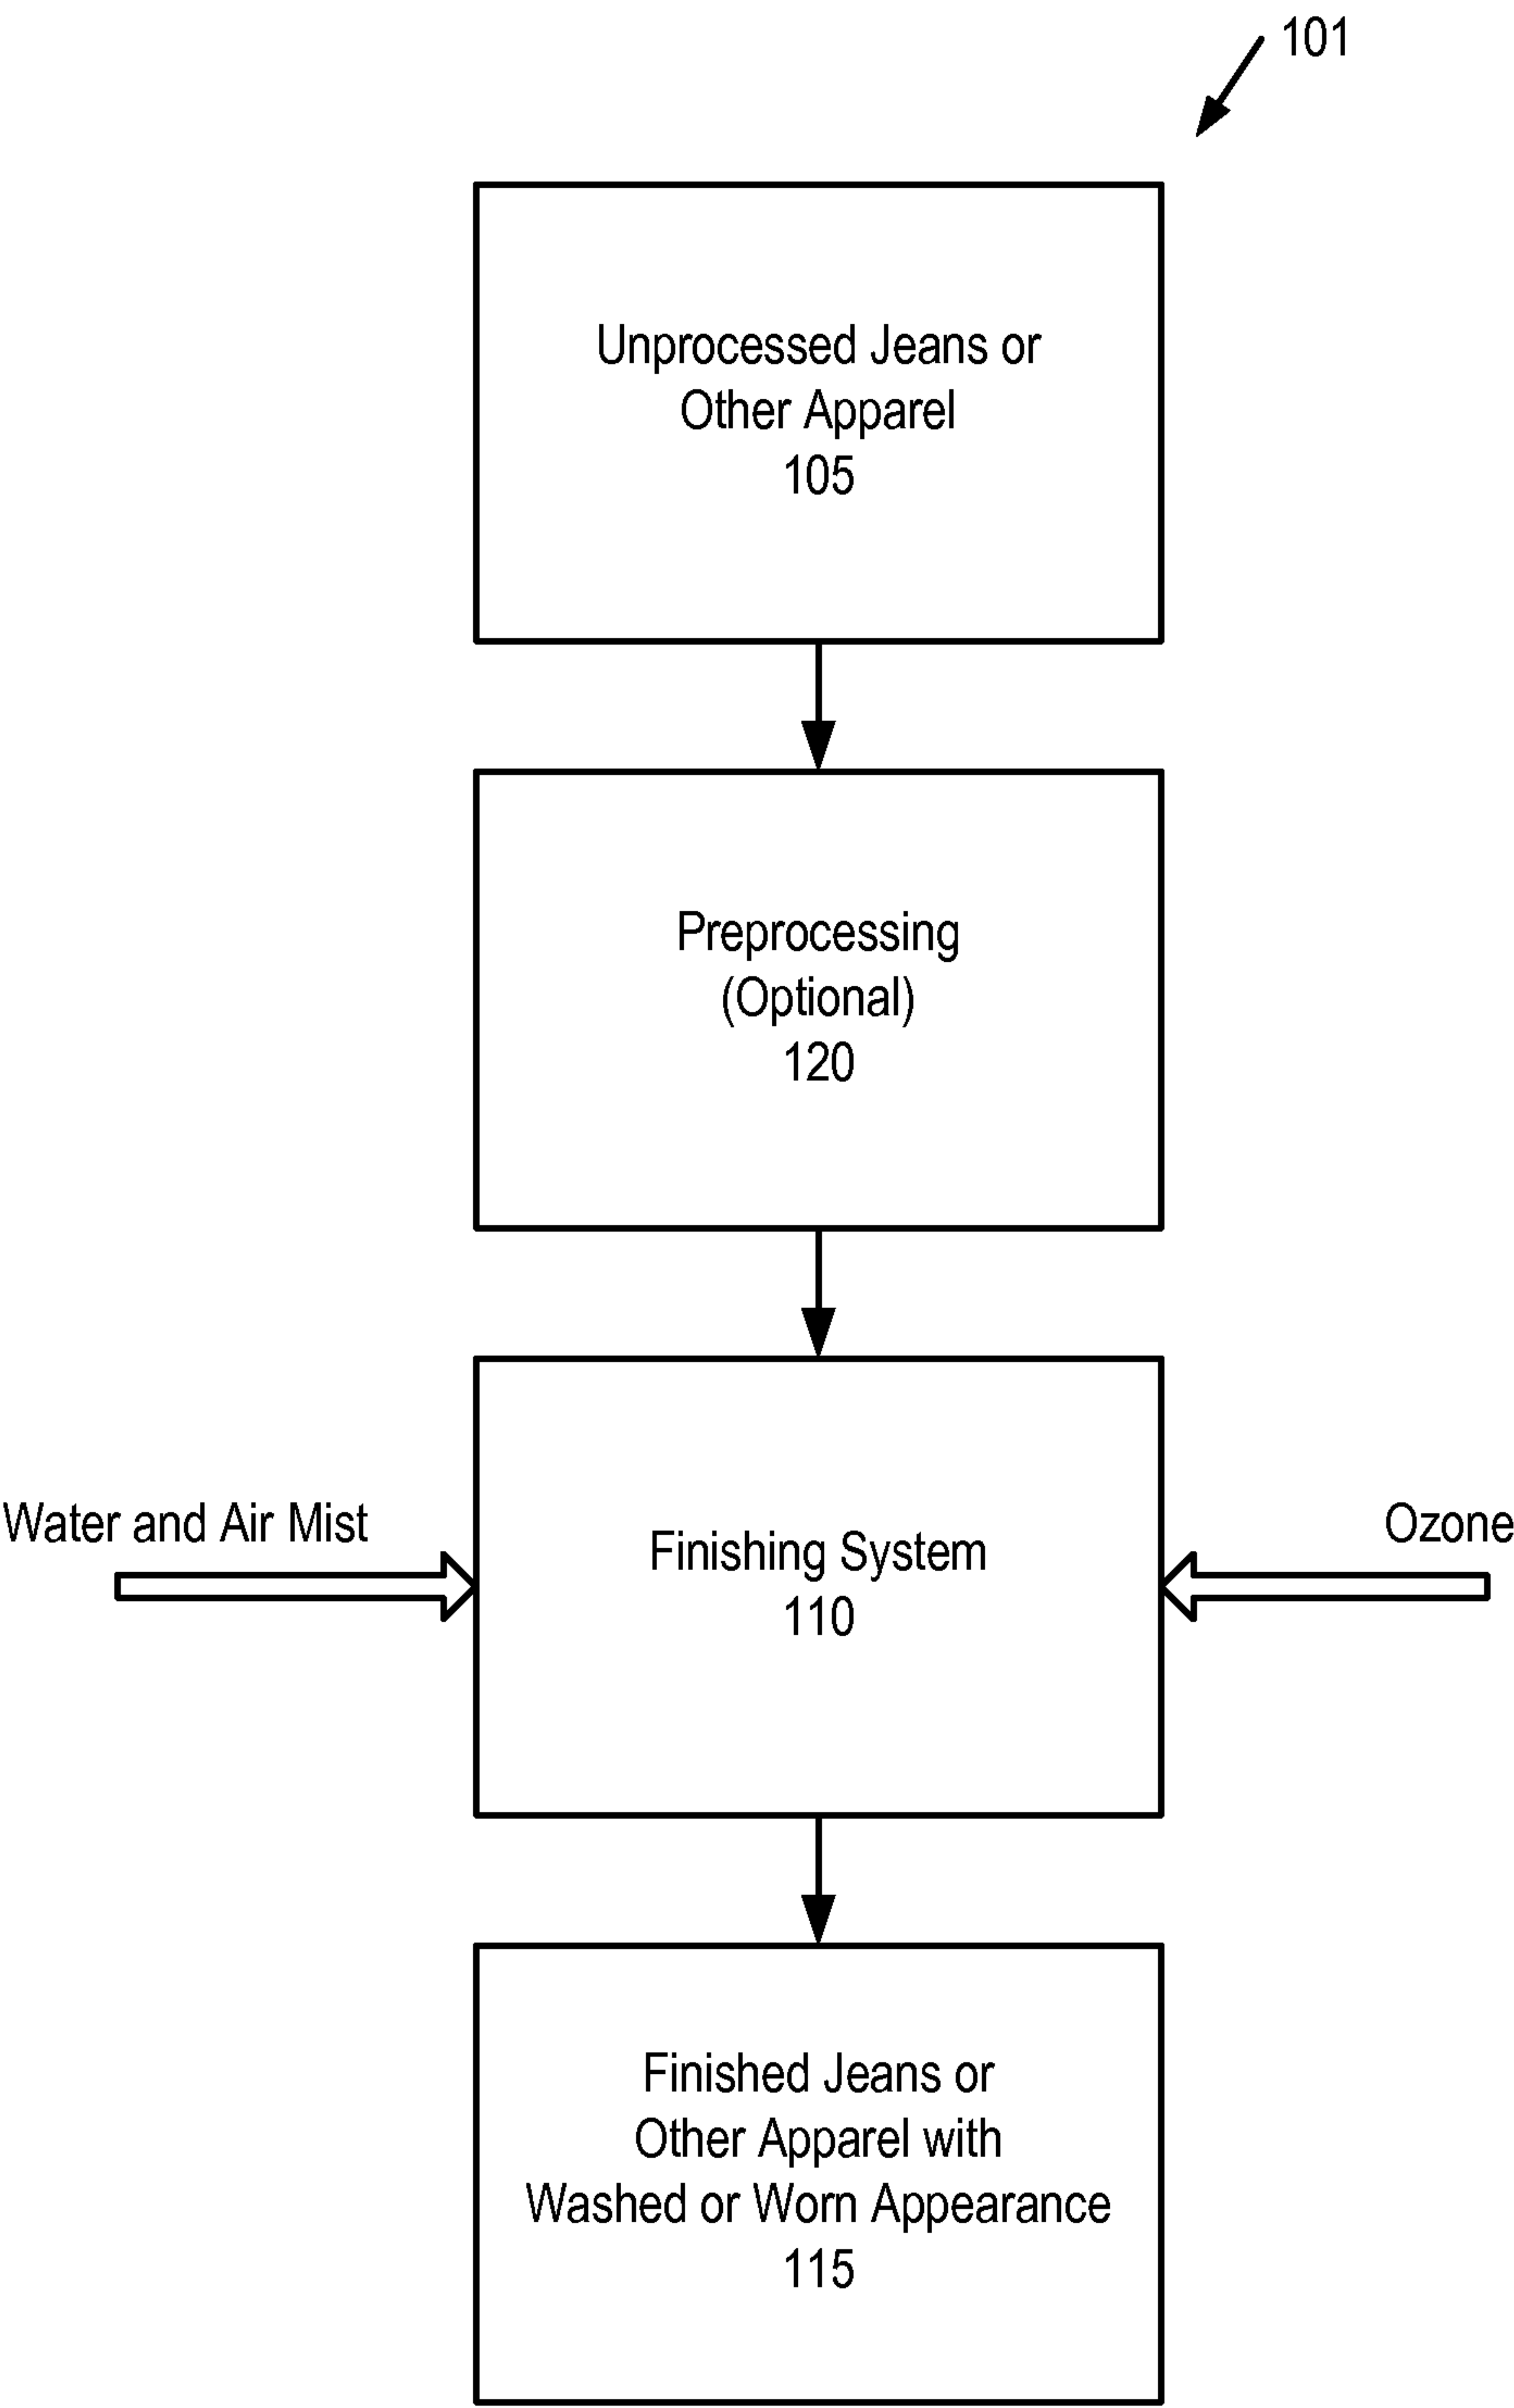 101
Unprocessed Jeans or
Other Apparel
105
Preprocessing
(Optional)
120
Water and Air Mist
Finishing System
110
Ozone
Finished Jeans or
Other Apparel with
Washed or Worn Appearance
115